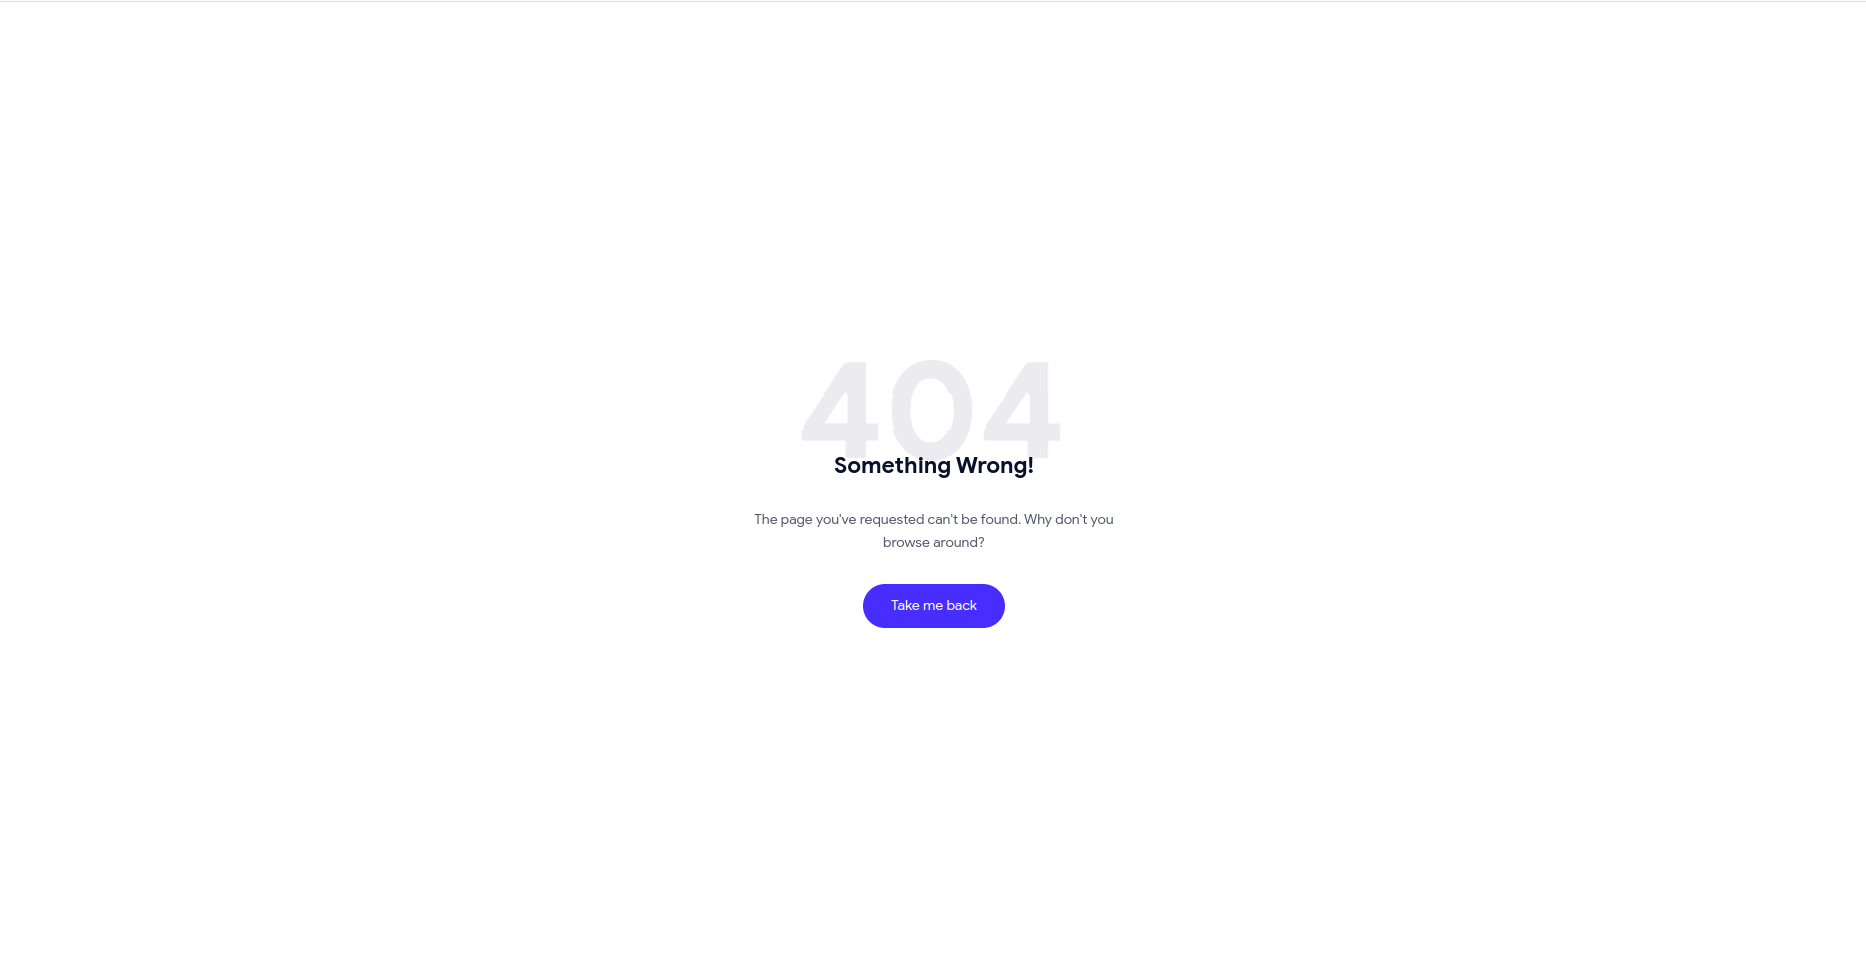 404
Something Wrong!
The page you've requested can't be found. Why don't you
browse around?
Take me back